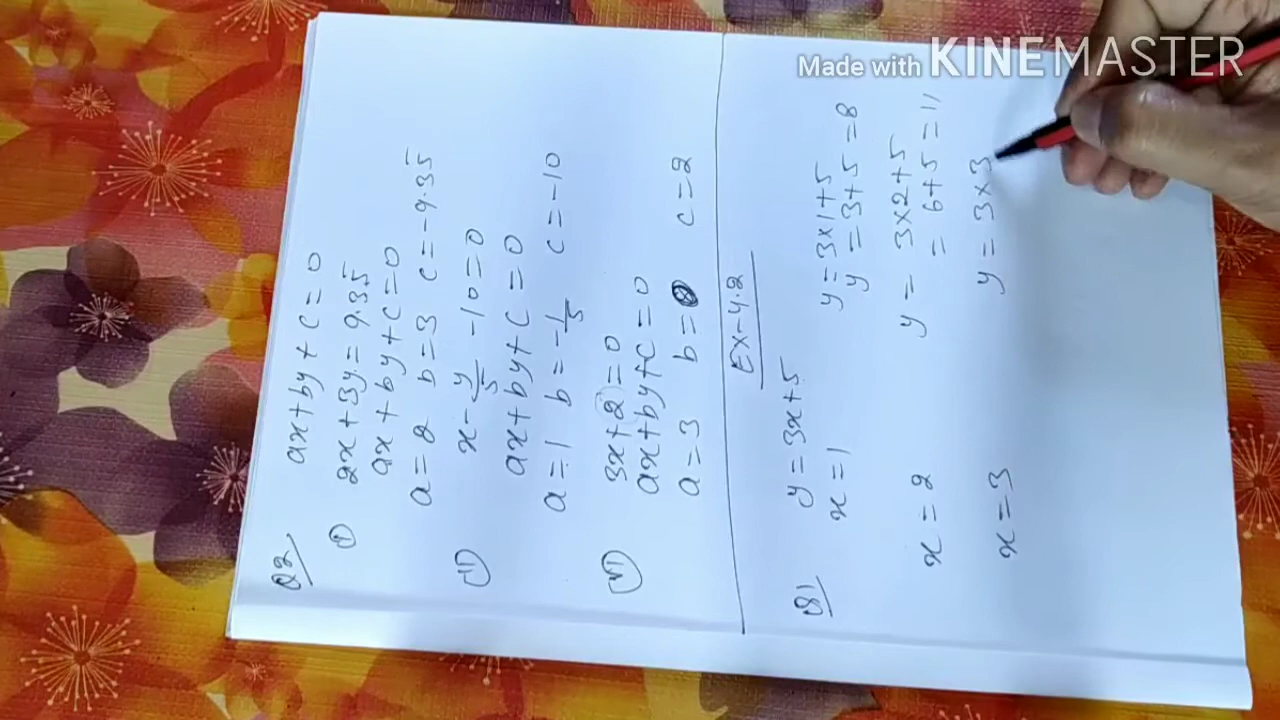 Made with KINEMASTER
Q2 ax+by+c=0
(i) 2x+3y=9.35̅
ax+by+c=0
a=2 b=3 c=-9.35̅
x-y/5-10=0
ax+by+c=0
a=1 b=-1/5 c=-10
3x+2=0
ax+by+c=0
a=3 b= c=2
Ex-4.2
Q1 y=3x+5
x=1 y=3×1+5
y=3+5=8
x=2 y=3×2+5
=6+5=11
x=3 y=3×3